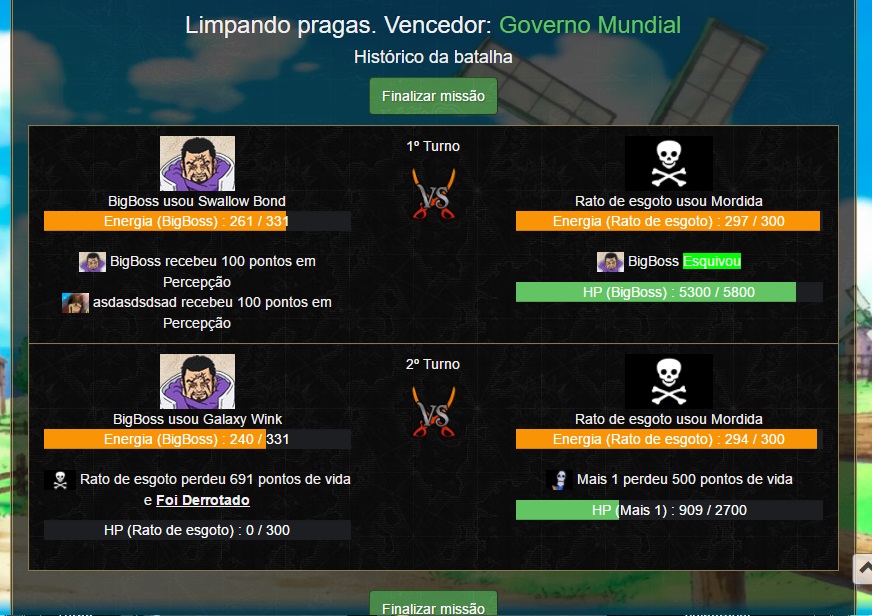 Limpando pragas. Vencedor: Governo Mundial
Histórico da batalha
Finalizar missão
1º Turno
VS
BigBoss usou Swallow Bond
Energia (BigBoss) : 261 / 331
BigBoss recebeu 100 pontos em
Percepção
asdasdsdsad recebeu 100 pontos em
Percepção
Rato de esgoto usou Mordida
Energia (Rato de esgoto) : 297 / 300
BigBoss Esquivou
HP (BigBoss) : 5300 / 5800
2º Turno
VS
BigBoss usou Galaxy Wink
Energia (BigBoss) : 240 / 331
Rato de esgoto perdeu 691 pontos de vida
e Foi Derrotado
HP (Rato de esgoto) : 0 / 300
Rato de esgoto usou Mordida
Energia (Rato de esgoto) : 294 / 300
Mais 1 perdeu 500 pontos de vida
HP (Mais 1) : 909 / 2700
Finalizar missão